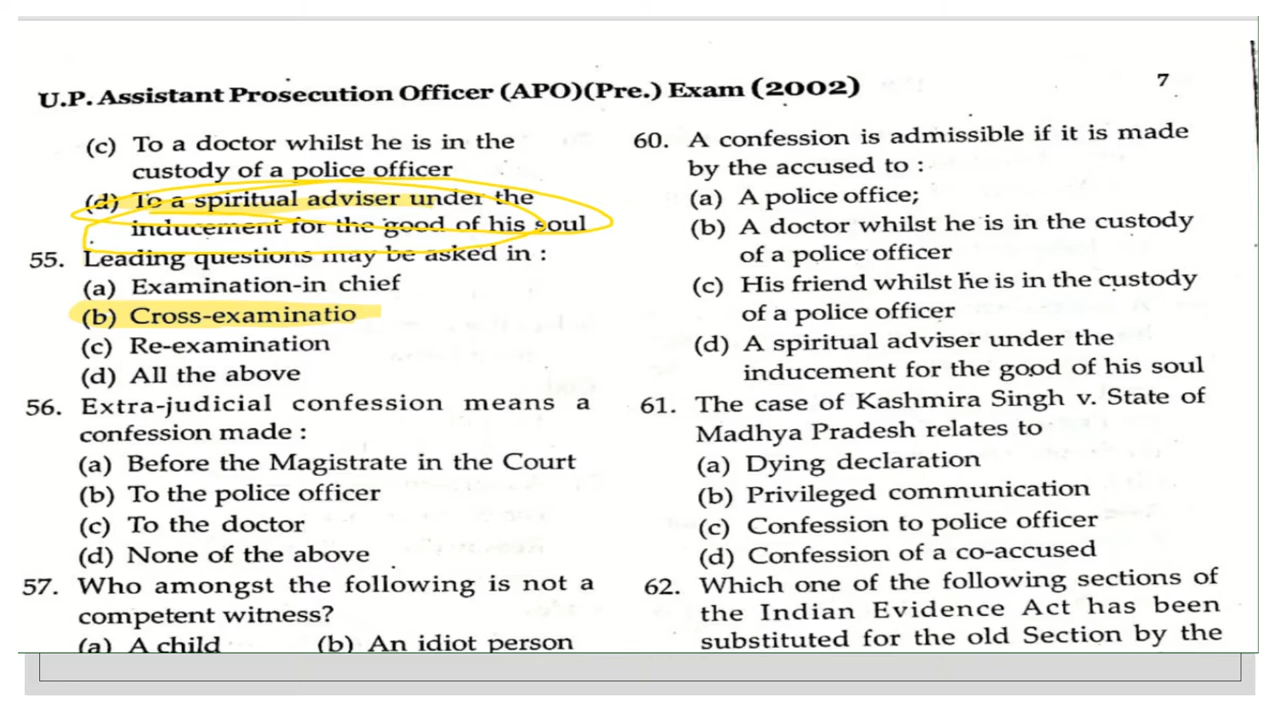 U.P. Assistant Prosecution Officer (APO)(Pre.) Exam (2002)
7
(c) To a doctor whilst he is in the
custody of a police officer
(d) To a spiritual adviser under the
inducement for the good of his soul
55. Leading questions may be asked in :
(a) Examination-in chief
(b) Cross-examinatio
(c) Re-examination
(d) All the above
56. Extra-judicial confession means a
confession made :
(a) Before the Magistrate in the Court
(b) To the police officer
(c) To the doctor
(d) None of the above
57. Who amongst the following is not a
competent witness?
(a) A child (b) An idiot person
60. A confession is admissible if it is made
by the accused to :
(a) A police office;
(b) A doctor whilst he is in the custody
of a police officer
(c) His friend whilst he is in the custody
of a police officer
(d) A spiritual adviser under the
inducement for the good of his soul
61. The case of Kashmira Singh v. State of
Madhya Pradesh relates to
(a) Dying declaration
(b) Privileged communication
(c) Confession to police officer
(d) Confession of a co-accused
62. Which one of the following sections of
the Indian Evidence Act has been
substituted for the old Section by the